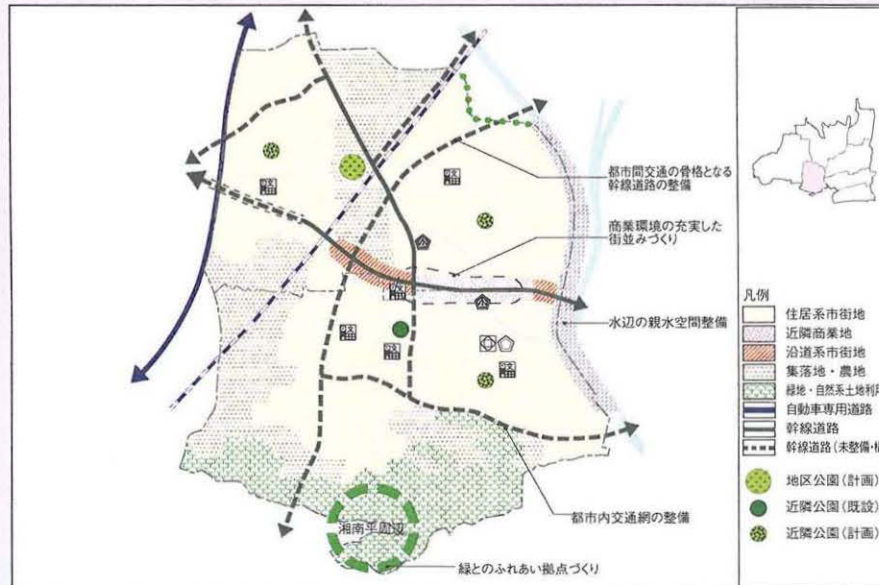 都市間交通の骨格となる
幹線道路の整備
商業環境の充実した
街並みづくり
水辺の親水空間整備
都市内交通網の整備
湘南平周辺
緑とのふれあい拠点づくり
凡例
住居系市街地
近隣商業地
沿道系市街地
集落地・農地
緑地・自然系土地利用
自動車専用道路
幹線道路
幹線道路(未整備・構
地区公園(計画)
近隣公園(既設)
近隣公園(計画)